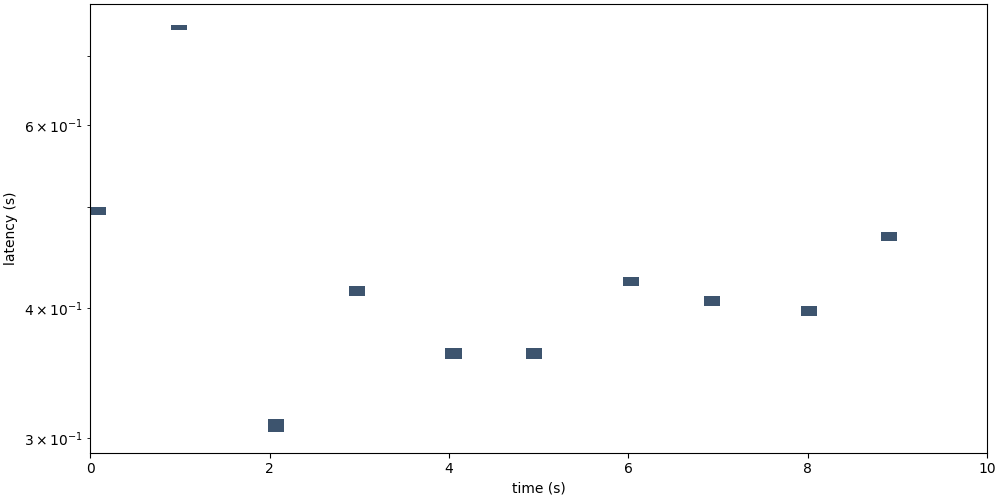 latency (s)
6 × 10⁻¹
4 × 10⁻¹
3 × 10⁻¹
0 2 4 6 8 10
time (s)